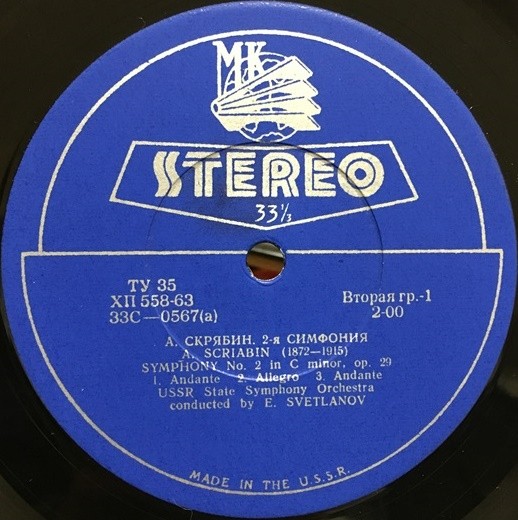 МК
STEREO
33⅓
ТУ 35
ХП 558-63
33С—0567(а)
Вторая гр.-1
2-00
А. СКРЯБИН. 2-я СИМФОНИЯ
A. SCRIABIN (1872—1915)
SYMPHONY No. 2 in C minor, op. 29
1. Andante 2. Allegro 3. Andante
USSR State Symphony Orchestra
conducted by E. SVETLANOV
MADE IN THE U.S.S.R.